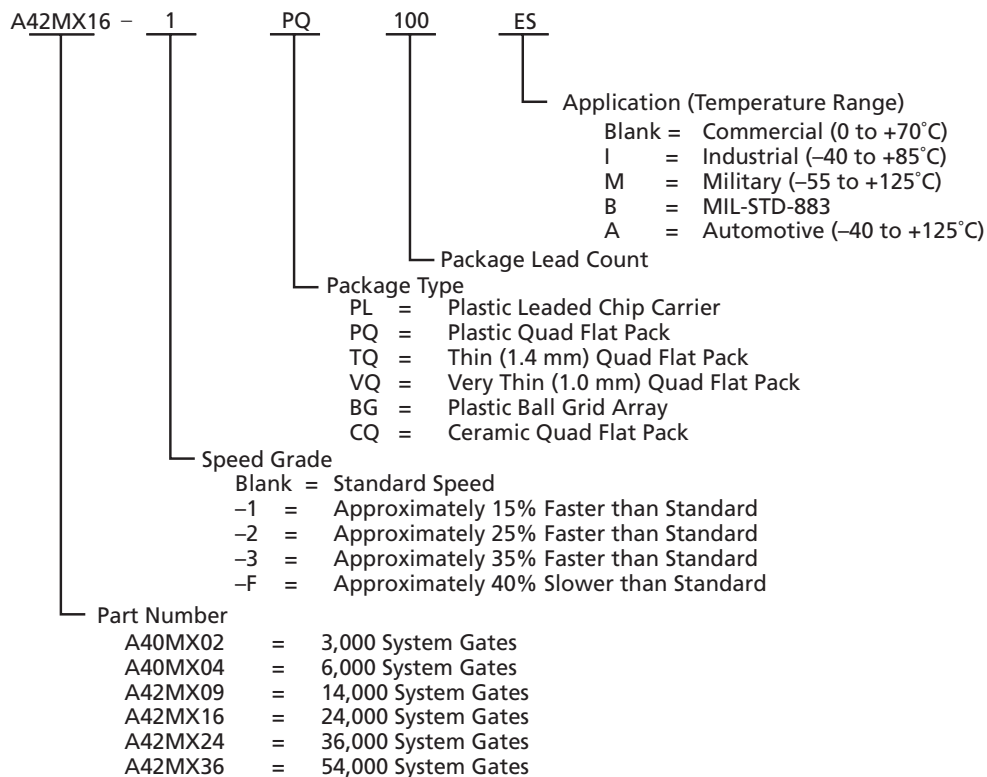 A42MX16 – 1 PQ 100 ES
Application (Temperature Range)
Blank = Commercial (0 to +70˚C)
I = Industrial (–40 to +85˚C)
M = Military (–55 to +125˚C)
B = MIL-STD-883
A = Automotive (–40 to +125˚C)
Package Lead Count
Package Type
PL = Plastic Leaded Chip Carrier
PQ = Plastic Quad Flat Pack
TQ = Thin (1.4 mm) Quad Flat Pack
VQ = Very Thin (1.0 mm) Quad Flat Pack
BG = Plastic Ball Grid Array
CQ = Ceramic Quad Flat Pack
Speed Grade
Blank = Standard Speed
–1 = Approximately 15% Faster than Standard
–2 = Approximately 25% Faster than Standard
–3 = Approximately 35% Faster than Standard
–F = Approximately 40% Slower than Standard
Part Number
A40MX02 = 3,000 System Gates
A40MX04 = 6,000 System Gates
A42MX09 = 14,000 System Gates
A42MX16 = 24,000 System Gates
A42MX24 = 36,000 System Gates
A42MX36 = 54,000 System Gates